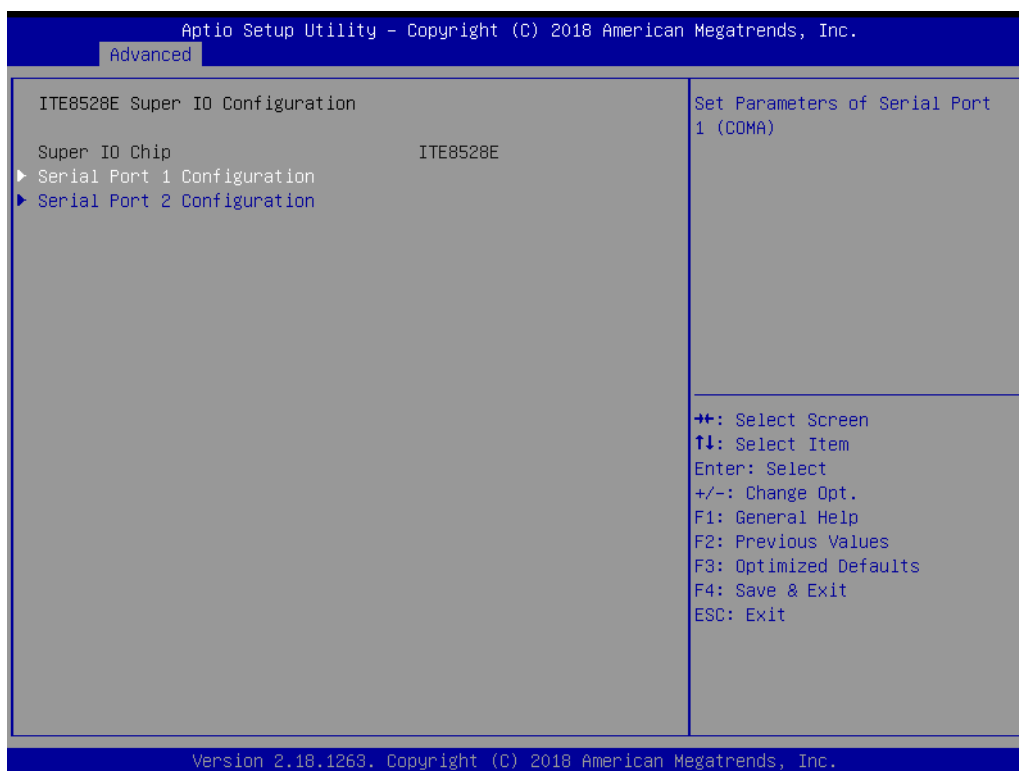 Aptio Setup Utility – Copyright (C) 2018 American Megatrends, Inc.
Advanced
ITE8528E Super IO Configuration
Super IO Chip ITE8528E
Serial Port 1 Configuration
Serial Port 2 Configuration
Set Parameters of Serial Port
1 (COMA)
→←: Select Screen
↑↓: Select Item
Enter: Select
+/-: Change Opt.
F1: General Help
F2: Previous Values
F3: Optimized Defaults
F4: Save & Exit
ESC: Exit
Version 2.18.1263. Copyright (C) 2018 American Megatrends, Inc.